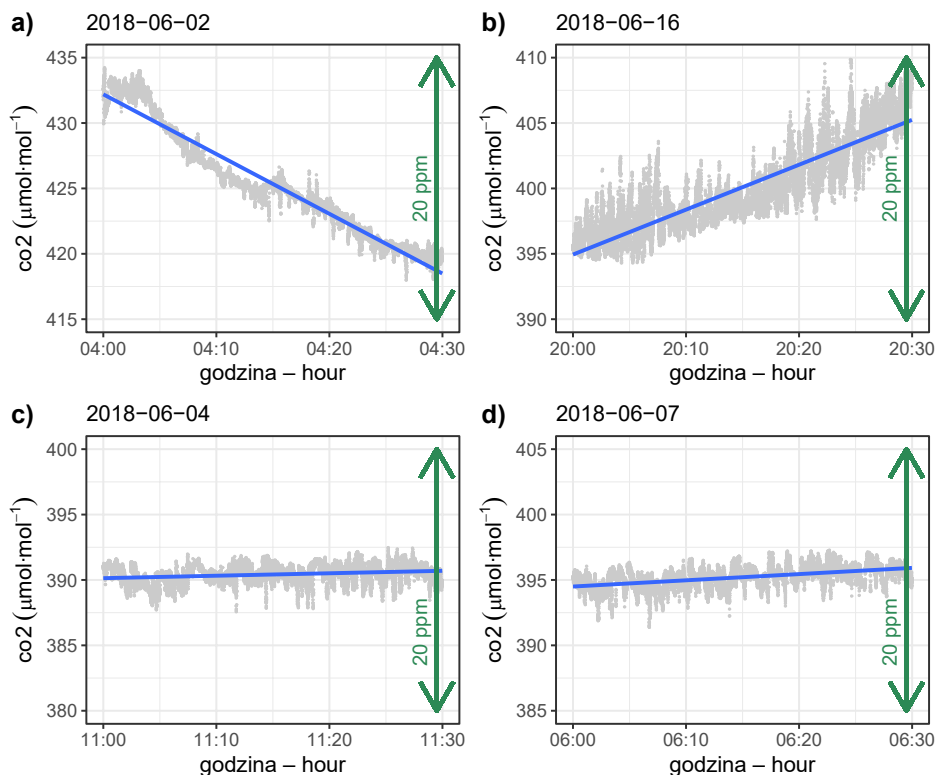 a) 2018−06−02
co2 (μmol·mol⁻¹)
435
430
425
420
415
20 ppm
04:00 04:10 04:20 04:30
godzina – hour
b) 2018−06−16
co2 (μmol·mol⁻¹)
410
405
400
395
390
20 ppm
20:00 20:10 20:20 20:30
godzina – hour
c) 2018−06−04
co2 (μmol·mol⁻¹)
400
395
390
385
380
20 ppm
11:00 11:10 11:20 11:30
godzina – hour
d) 2018−06−07
co2 (μmol·mol⁻¹)
405
400
395
390
385
20 ppm
06:00 06:10 06:20 06:30
godzina – hour